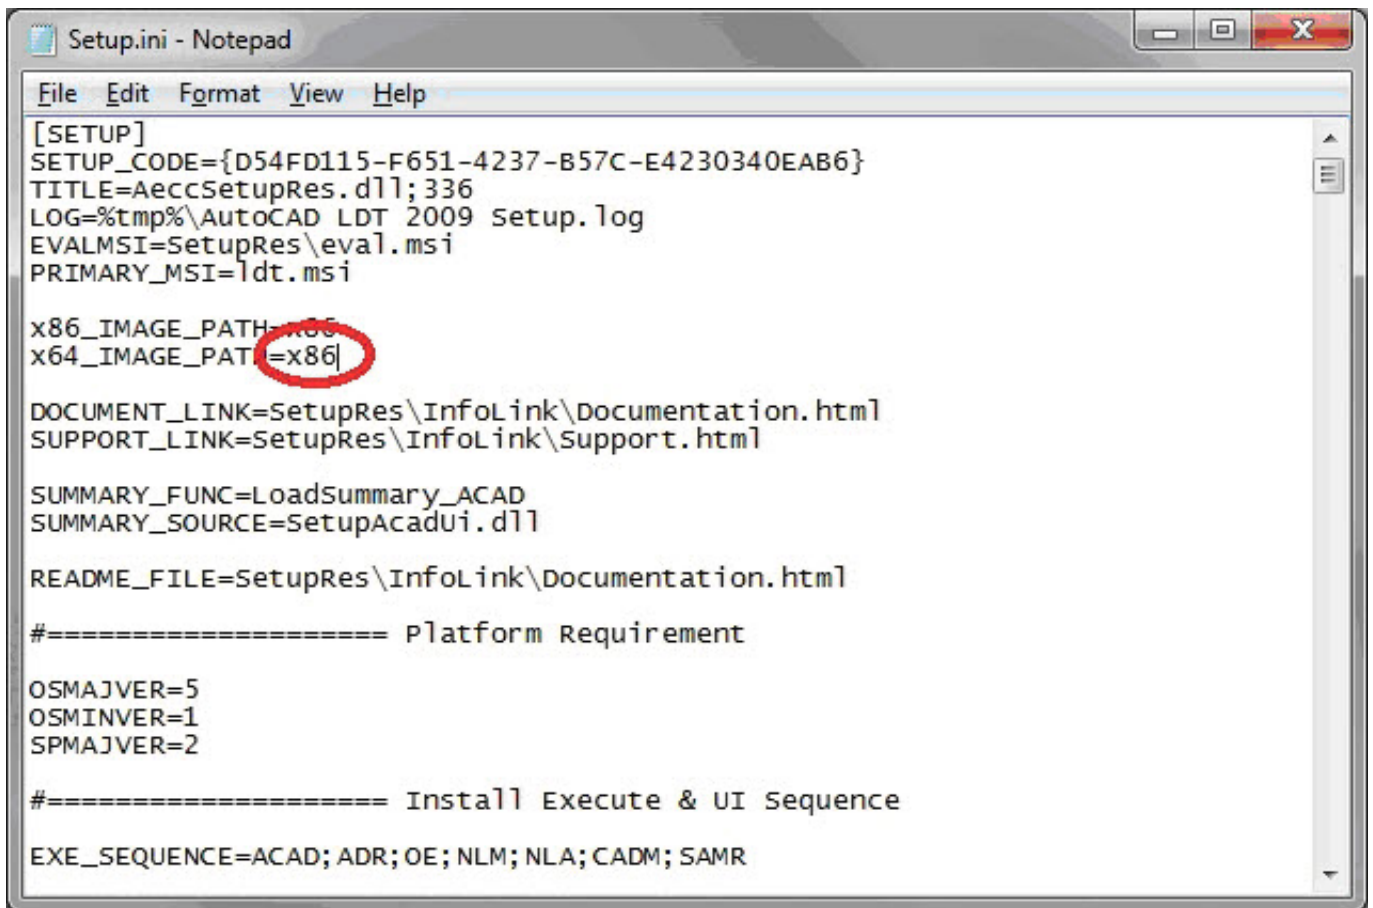 Setup.ini - Notepad
File Edit Format View Help
[SETUP]
SETUP_CODE={D54FD115-F651-4237-B57C-E4230340EAB6}
TITLE=AeccSetupRes.dll;336
LOG=%tmp%\AutoCAD LDT 2009 Setup.log
EVALMSI=SetupRes\eval.msi
PRIMARY_MSI=ldt.msi
x86_IMAGE_PATH=x86
x64_IMAGE_PATH=x86
DOCUMENT_LINK=SetupRes\InfoLink\Documentation.html
SUPPORT_LINK=SetupRes\InfoLink\Support.html
SUMMARY_FUNC=LoadSummary_ACAD
SUMMARY_SOURCE=SetupAcadUi.dll
README_FILE=SetupRes\InfoLink\Documentation.html
#==================== Platform Requirement
OSMAJVER=5
OSMINVER=1
SPMAJVER=2
#==================== Install Execute & UI Sequence
EXE_SEQUENCE=ACAD;ADR;OE;NLM;NLA;CADM;SAMR